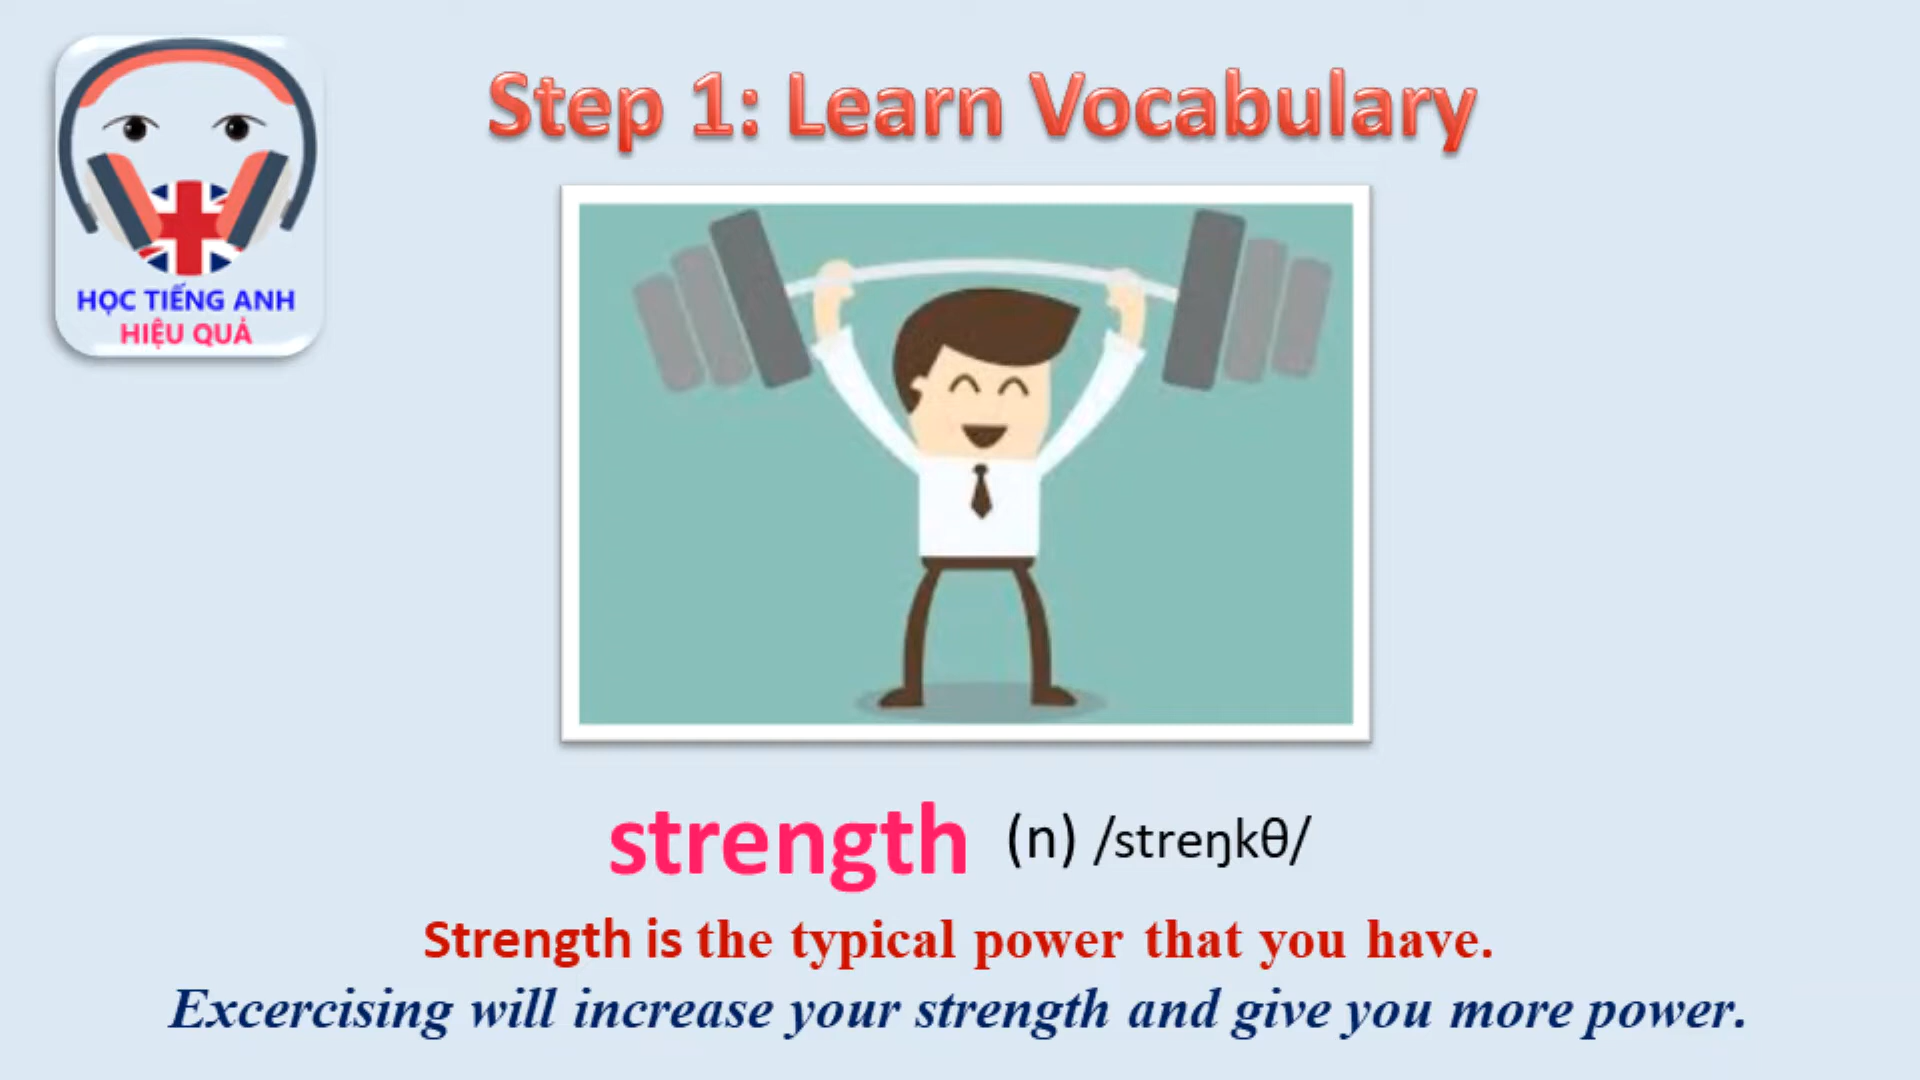 HỌC TIẾNG ANH
HIỆU QUẢ
Step 1: Learn Vocabulary
strength (n) /streŋkθ/
Strength is the typical power that you have.
Excercising will increase your strength and give you more power.